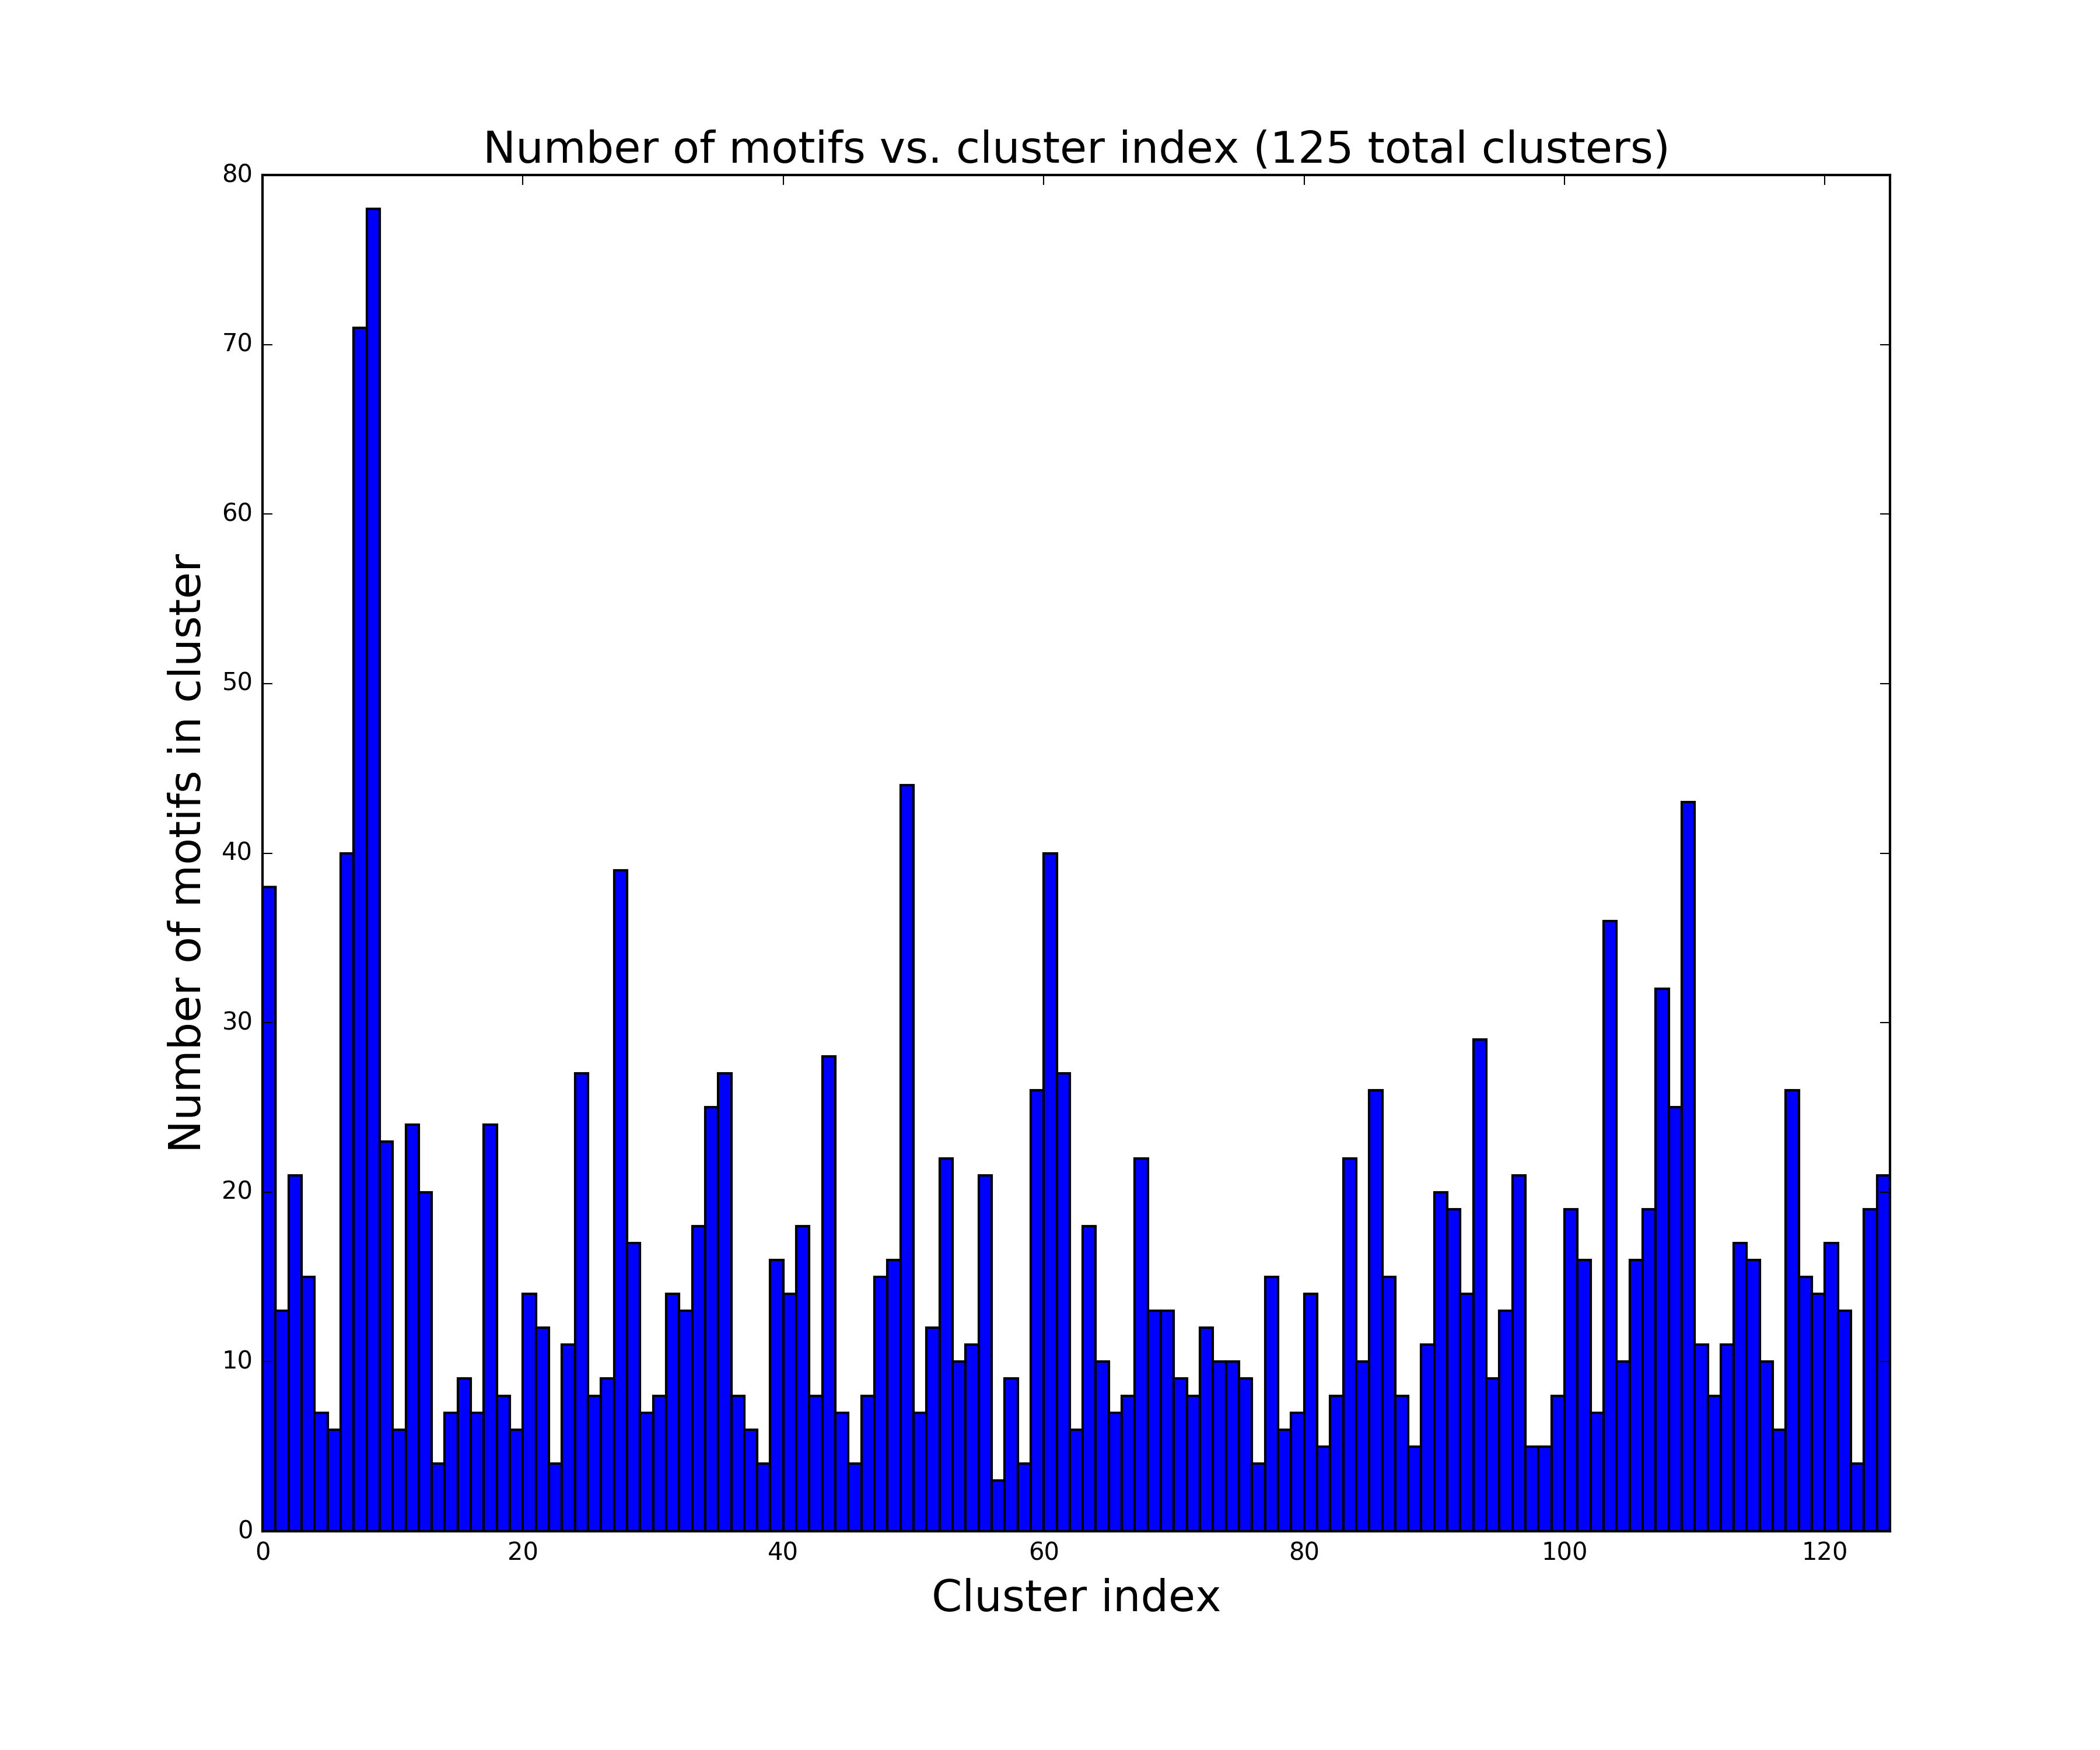 Number of motifs vs. cluster index (125 total clusters)
80
70
60
50
40
30
20
10
0
Number of motifs in cluster
0 20 40 60 80 100 120
Cluster index